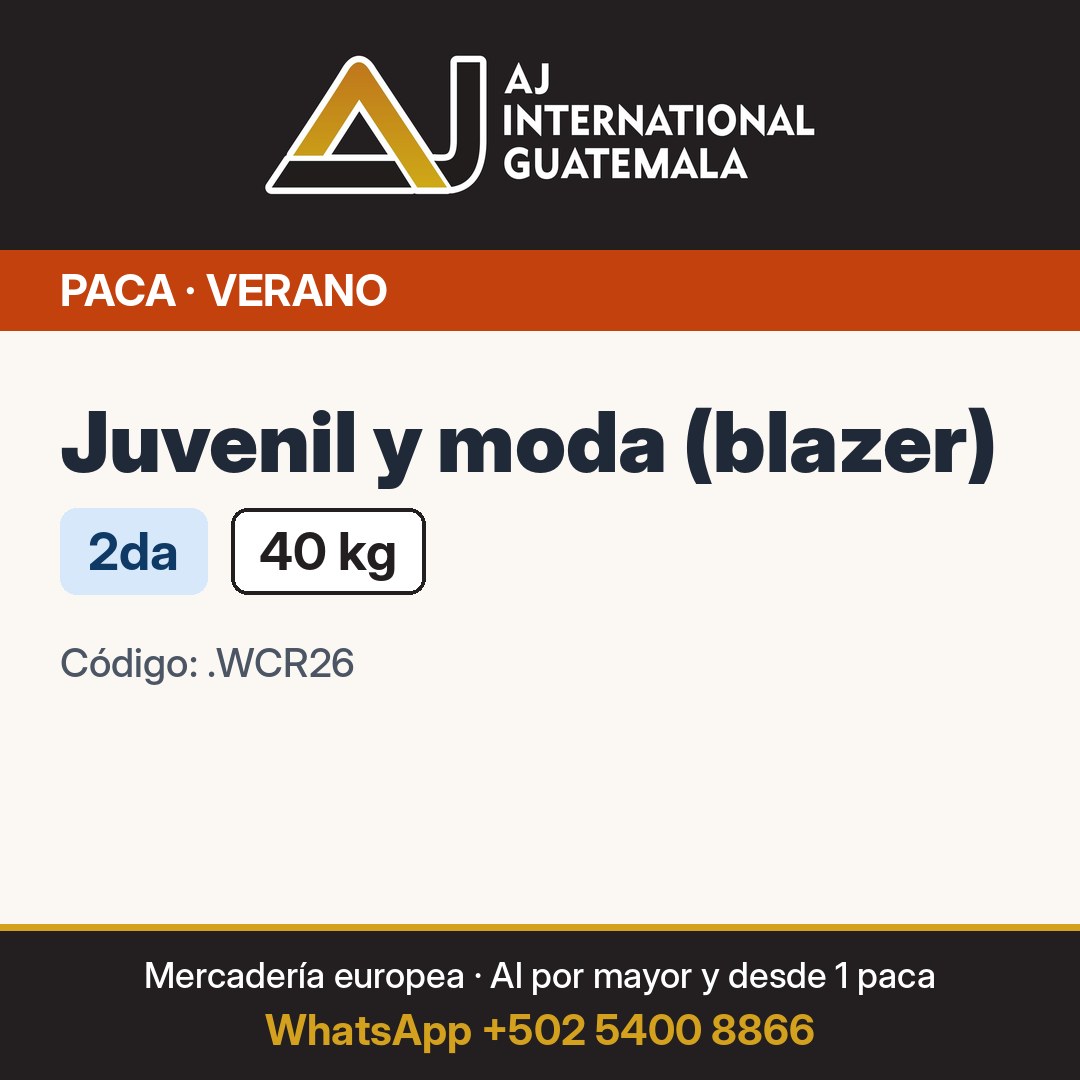 AJ
INTERNATIONAL
GUATEMALA
PACA · VERANO
Juvenil y moda (blazer)
2da
40 kg
Código: .WCR26
Mercadería europea · Al por mayor y desde 1 paca
WhatsApp +502 5400 8866